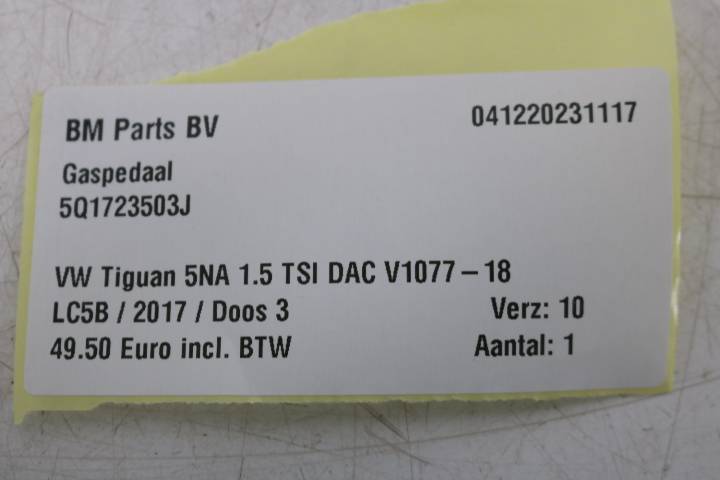 BM Parts BV 041220231117
Gaspedaal
5Q1723503J
VW Tiguan 5NA 1.5 TSI DAC V1077-18
LC5B / 2017 / Doos 3 Verz: 10
49.50 Euro incl. BTW Aantal: 1